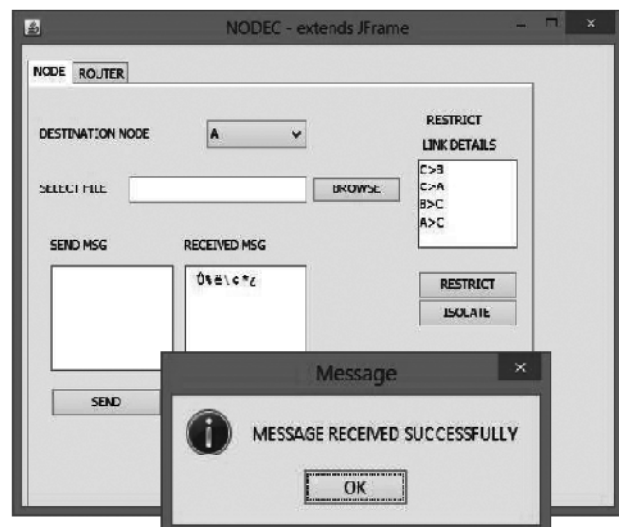 NODEC - extends JFrame
NODE ROUTER
DESTINATION NODE A
RESTRICT
LINK DETAILS
SELECT FILE BROWSE
C>B
C>A
B>C
A>C
SEND MSG RECEIVED MSG
RESTRICT
ISOLATE
SEND
Message
MESSAGE RECEIVED SUCCESSFULLY
OK